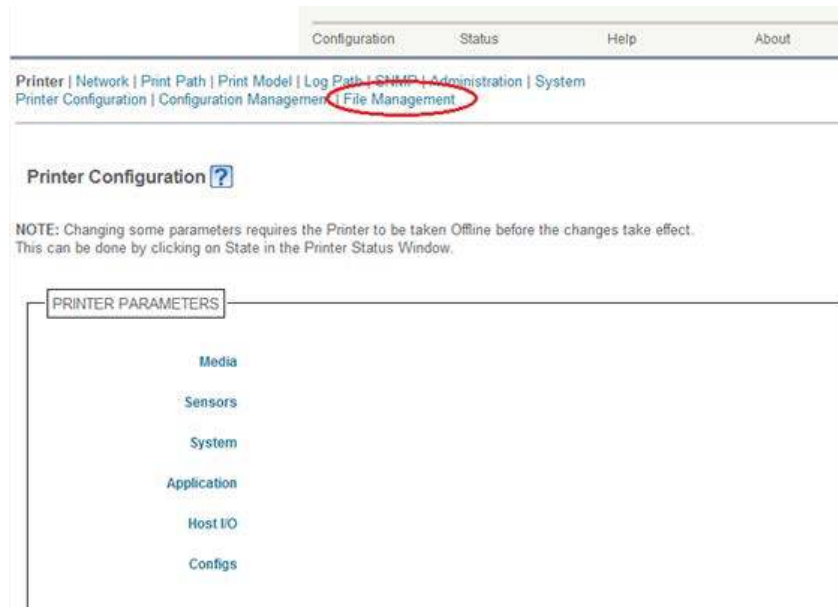 Configuration Status Help About
Printer | Network | Print Path | Print Model | Log Path | SNMP | Administration | System
Printer Configuration | Configuration Management | File Management
Printer Configuration ?
NOTE: Changing some parameters requires the Printer to be taken Offline before the changes take effect.
This can be done by clicking on State in the Printer Status Window.
PRINTER PARAMETERS
Media
Sensors
System
Application
Host I/O
Configs